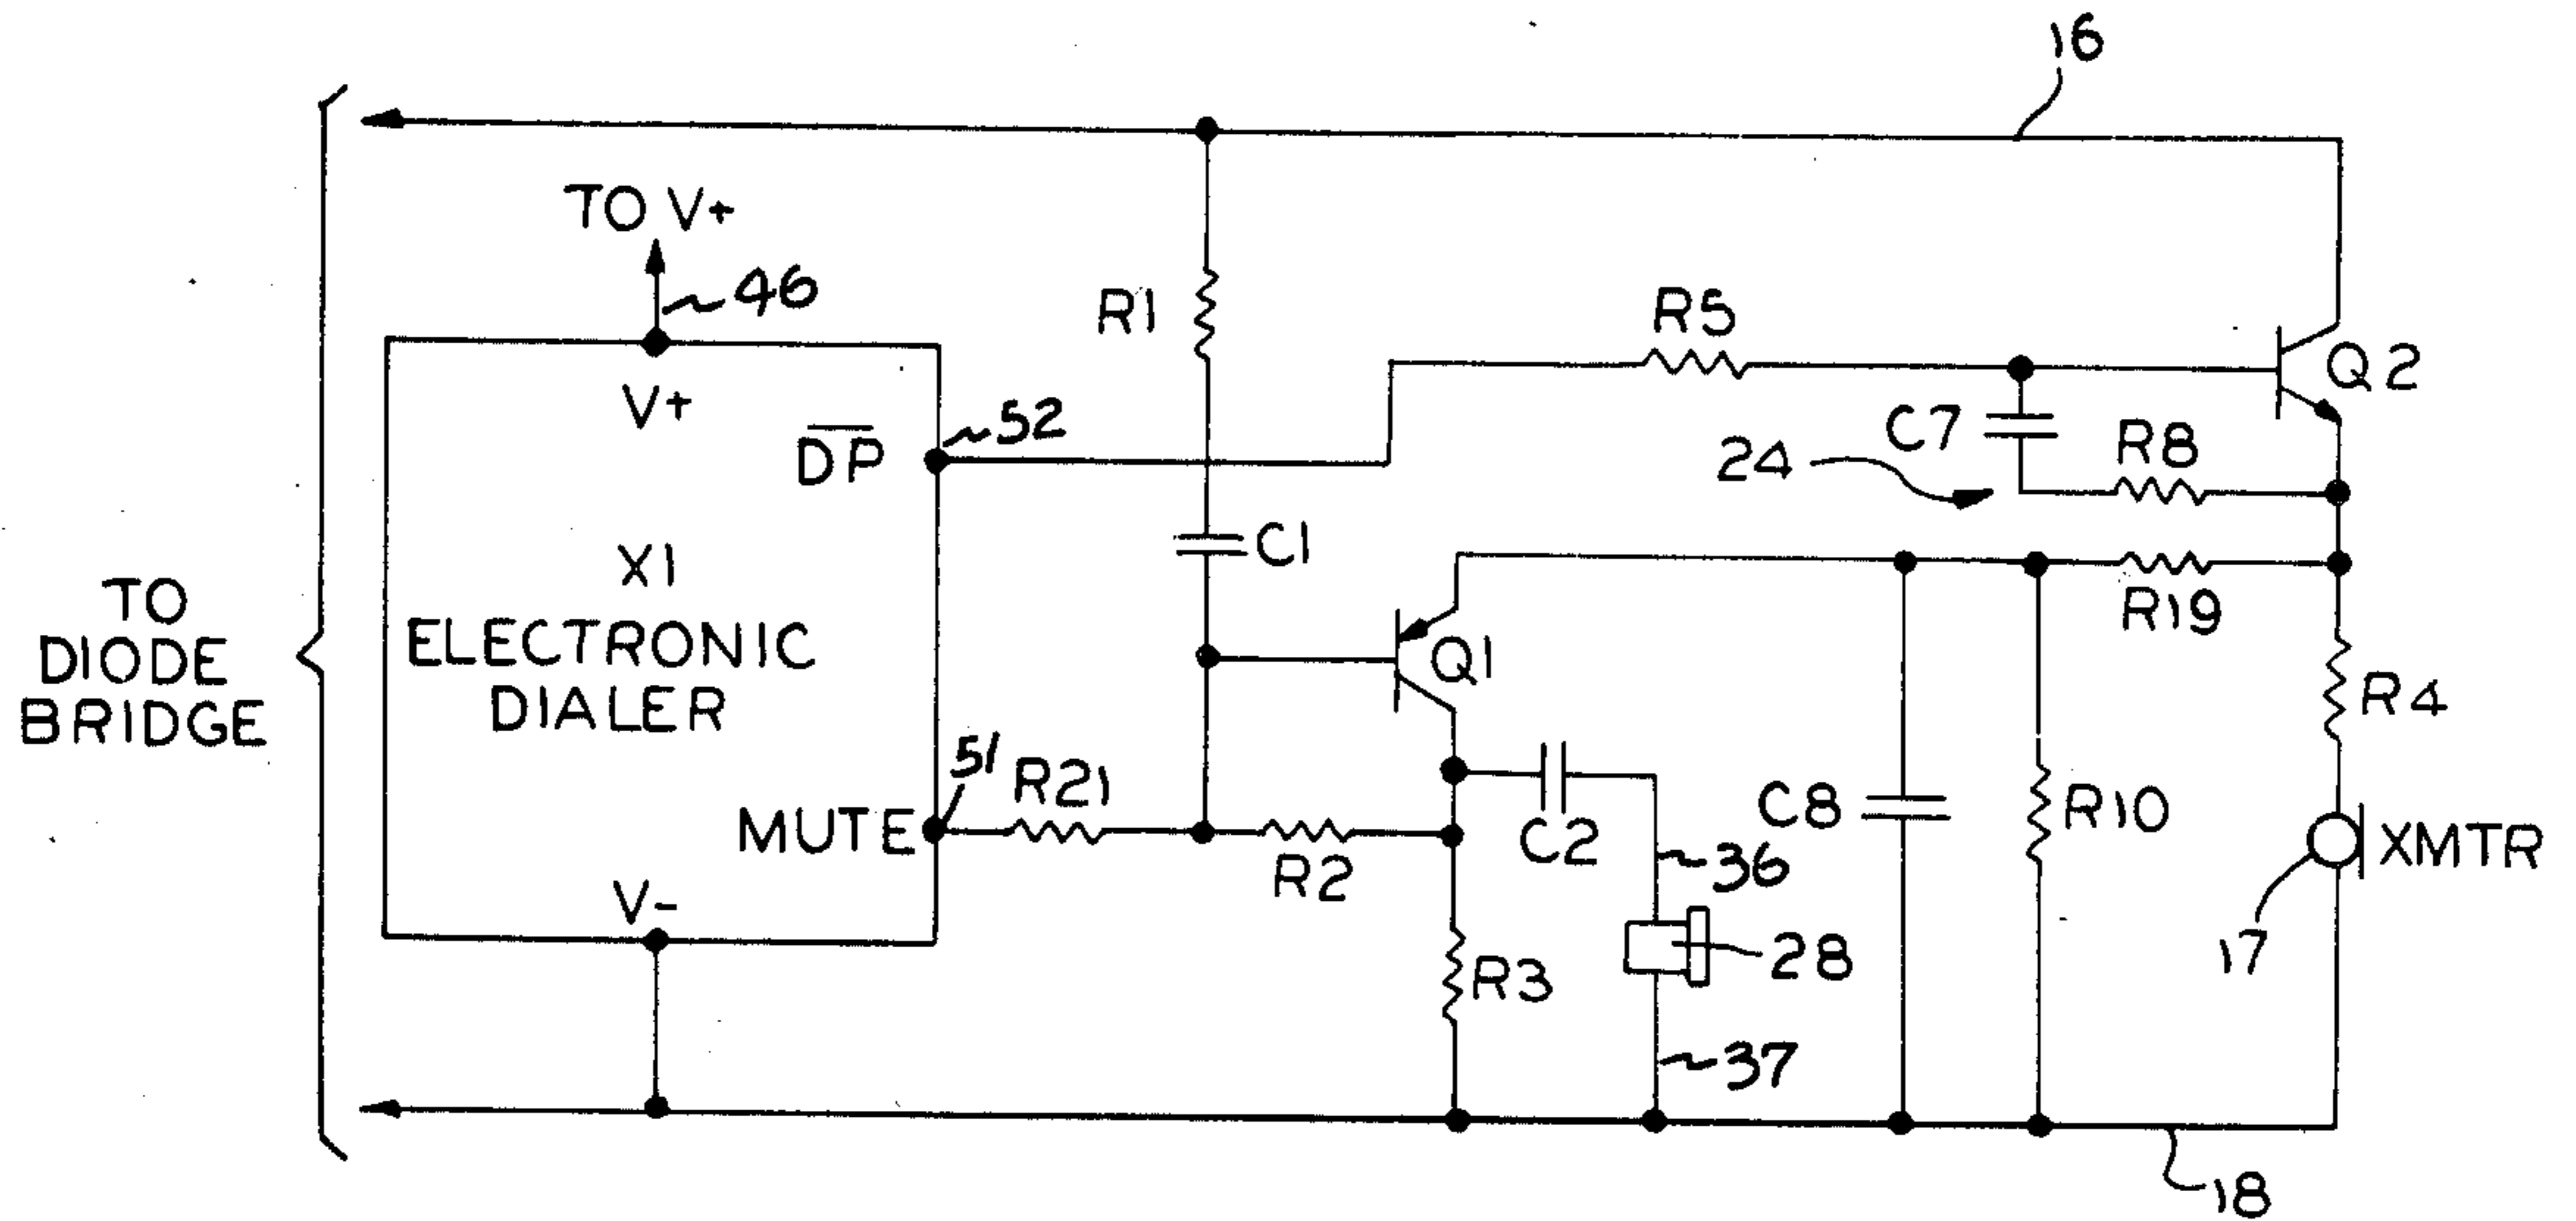 16
TO V+
46
V+
R1
R5
Q2
DP
52
C7
R8
24
X1
ELECTRONIC
DIALER
C1
R19
Q1
R4
TO
DIODE
BRIDGE
51
MUTE
R21
R2
C2
36
C8
R10
XMTR
V-
R3
28
17
37
18